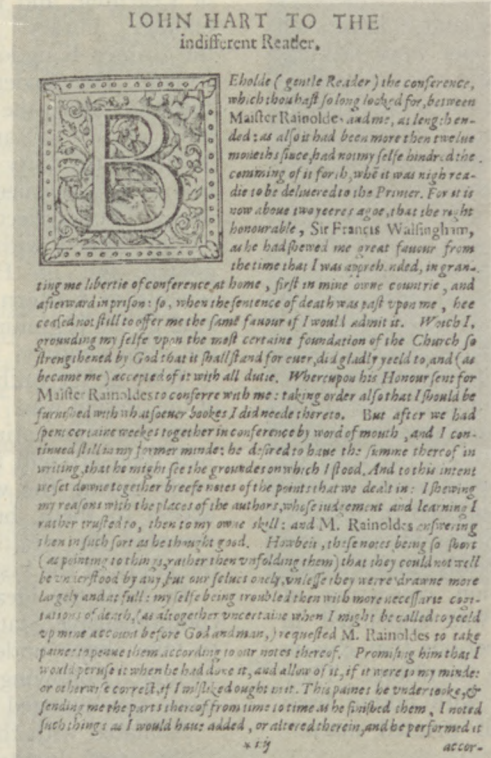 IOHN HART TO THE
indifferent Reader.
BEholde (gentle Reader) the conference,
which thou hast so long looked for, between
Maister Rainoldes and me, at length en-
ded: as also it had been more then twelue
moneths since, had not my selfe hindred the
comming of it forth, whē it was nigh rea-
die to be deliuered to the Printer. For it is
now aboue two yeeres agoe, that the right
honourable, Sir Francis Walsingham,
as he had shewed me great fauour from
the time that I was apprehended, in gran-
ting me libertie of conference at home, first in mine owne countrie, and
afterward in prison: so, when the sentence of death was past vpon me, hee
ceased not still to offer me the same fauour if I would admit it. Which I,
grounding my selfe vpon the most certaine foundation of the Church so
strengthened by God that it shall stand for euer, did gladly yeeld to, and (as
became me) accepted of it with all dutie. Whereupon his Honour sent for
Maister Rainoldes to conferre with me: taking order also that I should be
furnished with whatsoeuer bookes I did neede thereto. But after we had
spent certaine weekes together in conference by word of mouth, and I con-
tinued still in my former minde: he desired to haue the summe thereof in
writing, that he might see the groundes on which I stood. And to this intent
we set downe together breefe notes of the points that we dealt in: I shewing
my reasons with the places of the authors, whose iudgement and learning I
rather trusted to, then to my owne skill: and M. Rainoldes answering
then in such sort as he thought good. Howbeit, these notes being so short
(as pointing to things, rather then vnfolding them) that they could not well
be vnderstood by any, but our selues onely, vnlesse they were drawne more
largely and at full: my selfe being troubled then with more necessarie cogi-
tations of death, (as altogether vncertaine when I might be called to yeeld
vp mine account before God and man,) requested M. Rainoldes to take
paines to penne them according to our notes thereof. Promising him that I
would peruse it when he had done it, and allow of it, if it were to my minde:
or otherwise correct, if I misliked ought in it. This paines he vndertooke, &
sending me the parts thereof from time to time as he finished them, I noted
such things as I would haue added, or altered therein, and he performed it
accor-